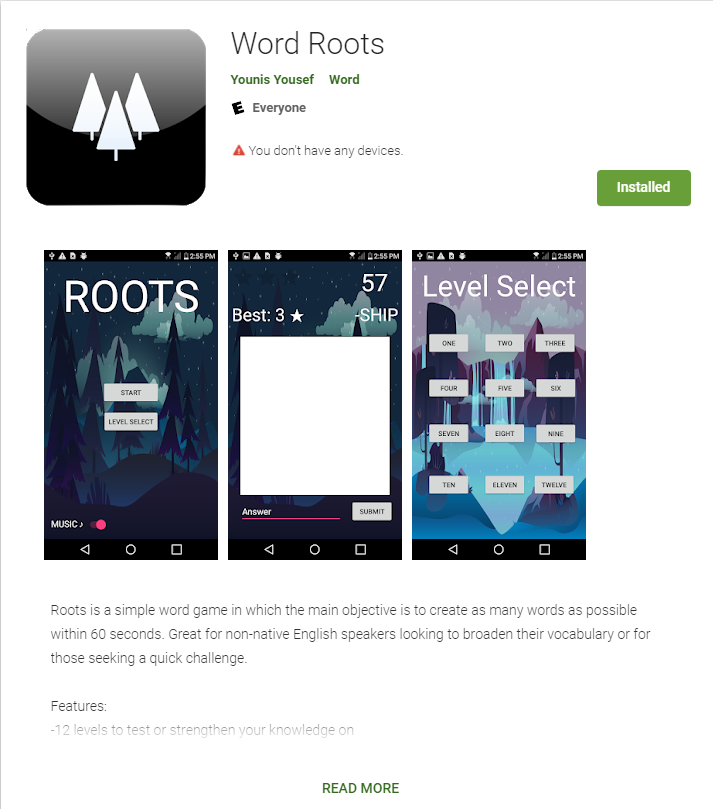 Word Roots
Younis Yousef Word
E Everyone
You don't have any devices.
Installed
2:55 PM
ROOTS
START
LEVEL SELECT
MUSIC ♪
2:55 PM
57
Best: 3 ★ -SHIP
Answer SUBMIT
2:55 PM
Level Select
ONE TWO THREE
FOUR FIVE SIX
SEVEN EIGHT NINE
TEN ELEVEN TWELVE
Roots is a simple word game in which the main objective is to create as many words as possible
within 60 seconds. Great for non-native English speakers looking to broaden their vocabulary or for
those seeking a quick challenge.
Features:
-12 levels to test or strengthen your knowledge on
READ MORE